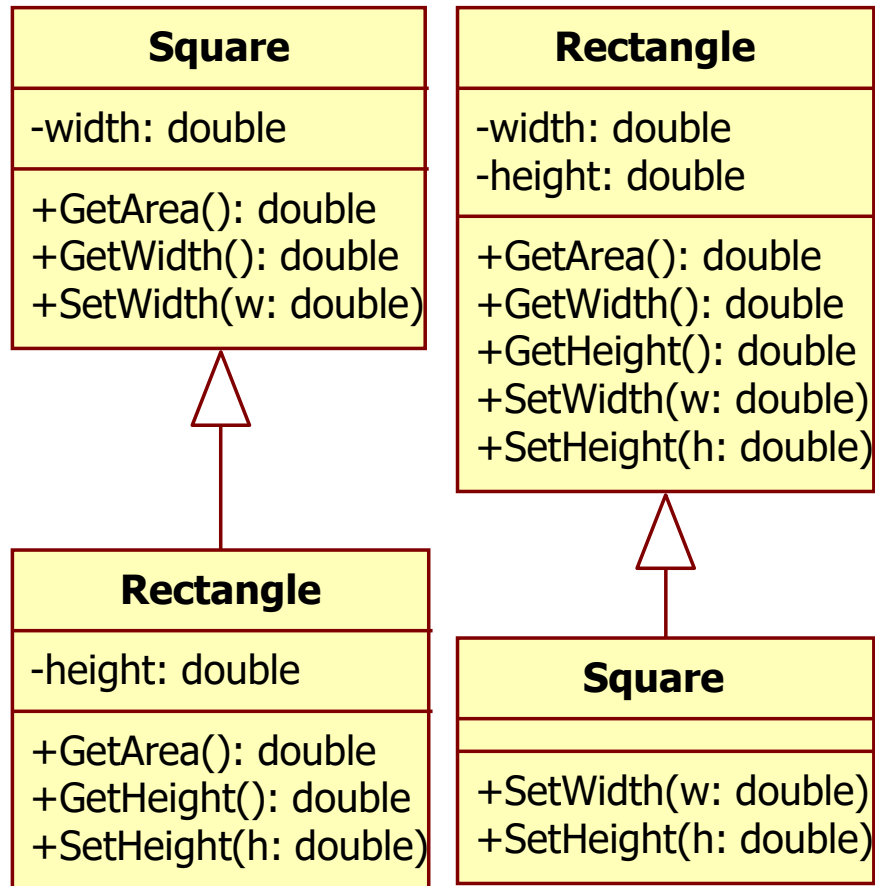 Square
-width: double
+GetArea(): double
+GetWidth(): double
+SetWidth(w: double)
Rectangle
-height: double
+GetArea(): double
+GetHeight(): double
+SetHeight(h: double)
Rectangle
-width: double
-height: double
+GetArea(): double
+GetWidth(): double
+GetHeight(): double
+SetWidth(w: double)
+SetHeight(h: double)
Square
+SetWidth(w: double)
+SetHeight(h: double)